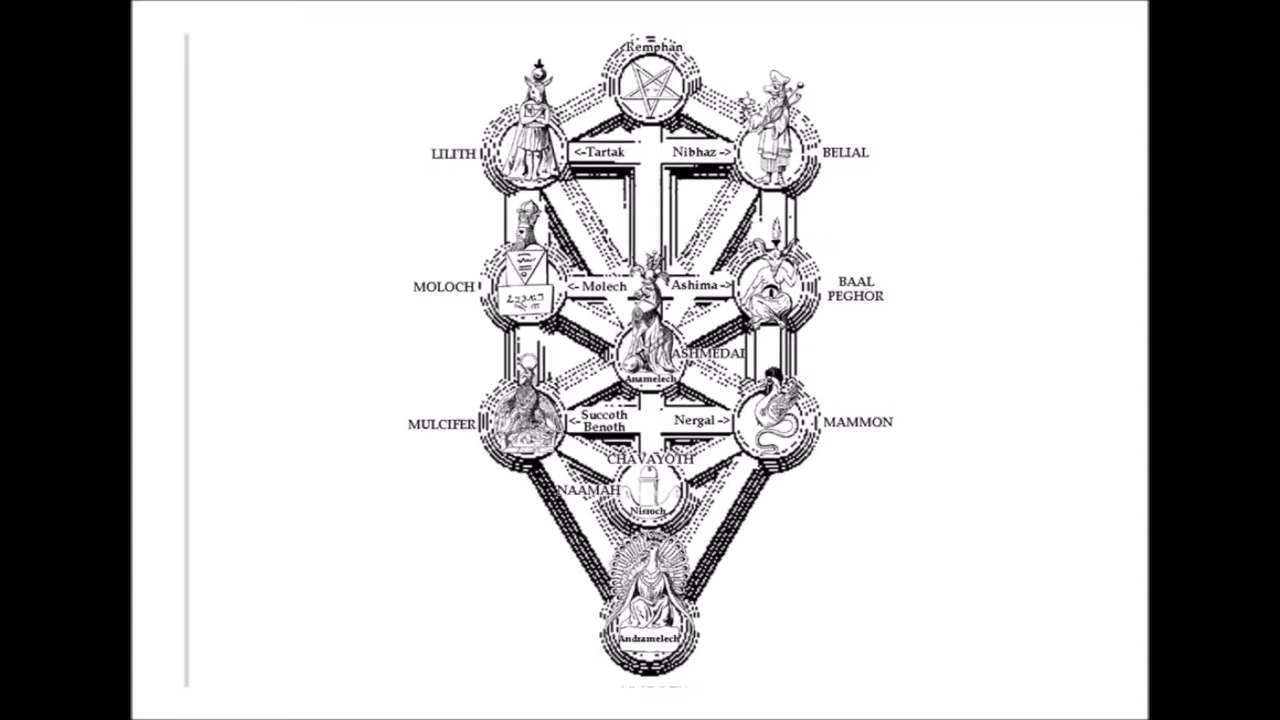 Remphan
LILITH
<-Tartak
Nibhaz ->
BELIAL
MOLOCH
<- Molech
Ashima ->
BAAL
PEGHOR
ASHMEDAI
Anamelech
MULCIFER
<- Succoth
Benoth
Nergal ->
MAMMON
CHAVAYOTH
NAAMAH
Nisroch
Andramelech